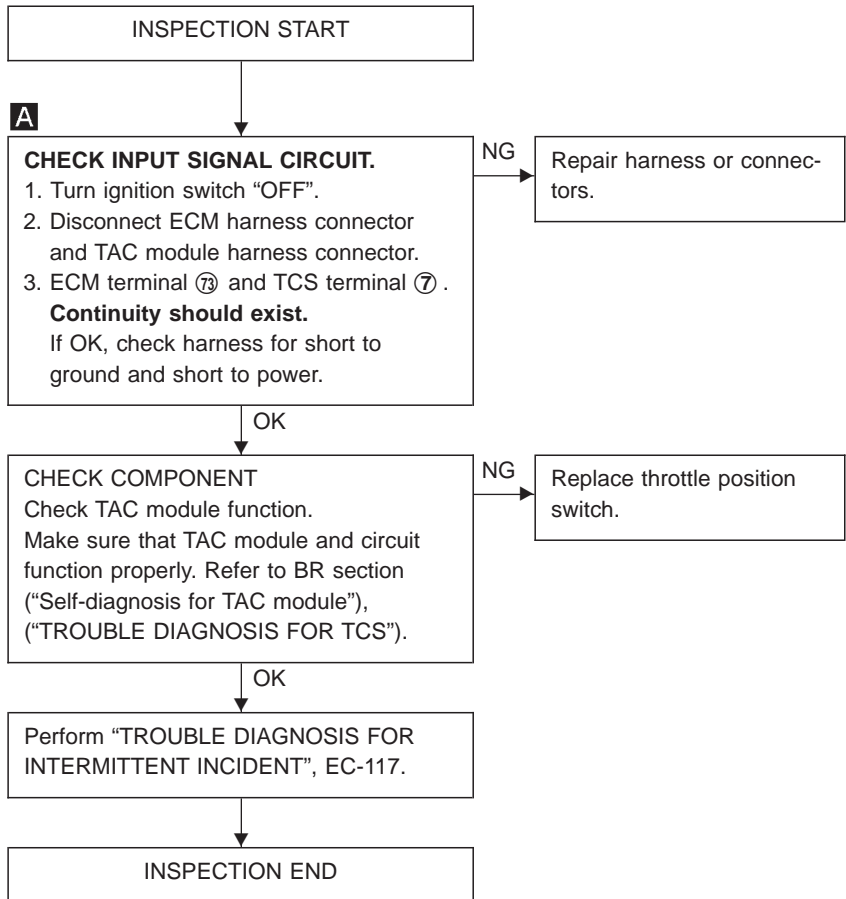 INSPECTION START
A
CHECK INPUT SIGNAL CIRCUIT.
1. Turn ignition switch “OFF”.
2. Disconnect ECM harness connector
and TAC module harness connector.
3. ECM terminal 73 and TCS terminal 7 .
Continuity should exist.
If OK, check harness for short to
ground and short to power.
NG
Repair harness or connec-
tors.
OK
CHECK COMPONENT
Check TAC module function.
Make sure that TAC module and circuit
function properly. Refer to BR section
(“Self-diagnosis for TAC module”),
(“TROUBLE DIAGNOSIS FOR TCS”).
NG
Replace throttle position
switch.
OK
Perform “TROUBLE DIAGNOSIS FOR
INTERMITTENT INCIDENT”, EC-117.
INSPECTION END